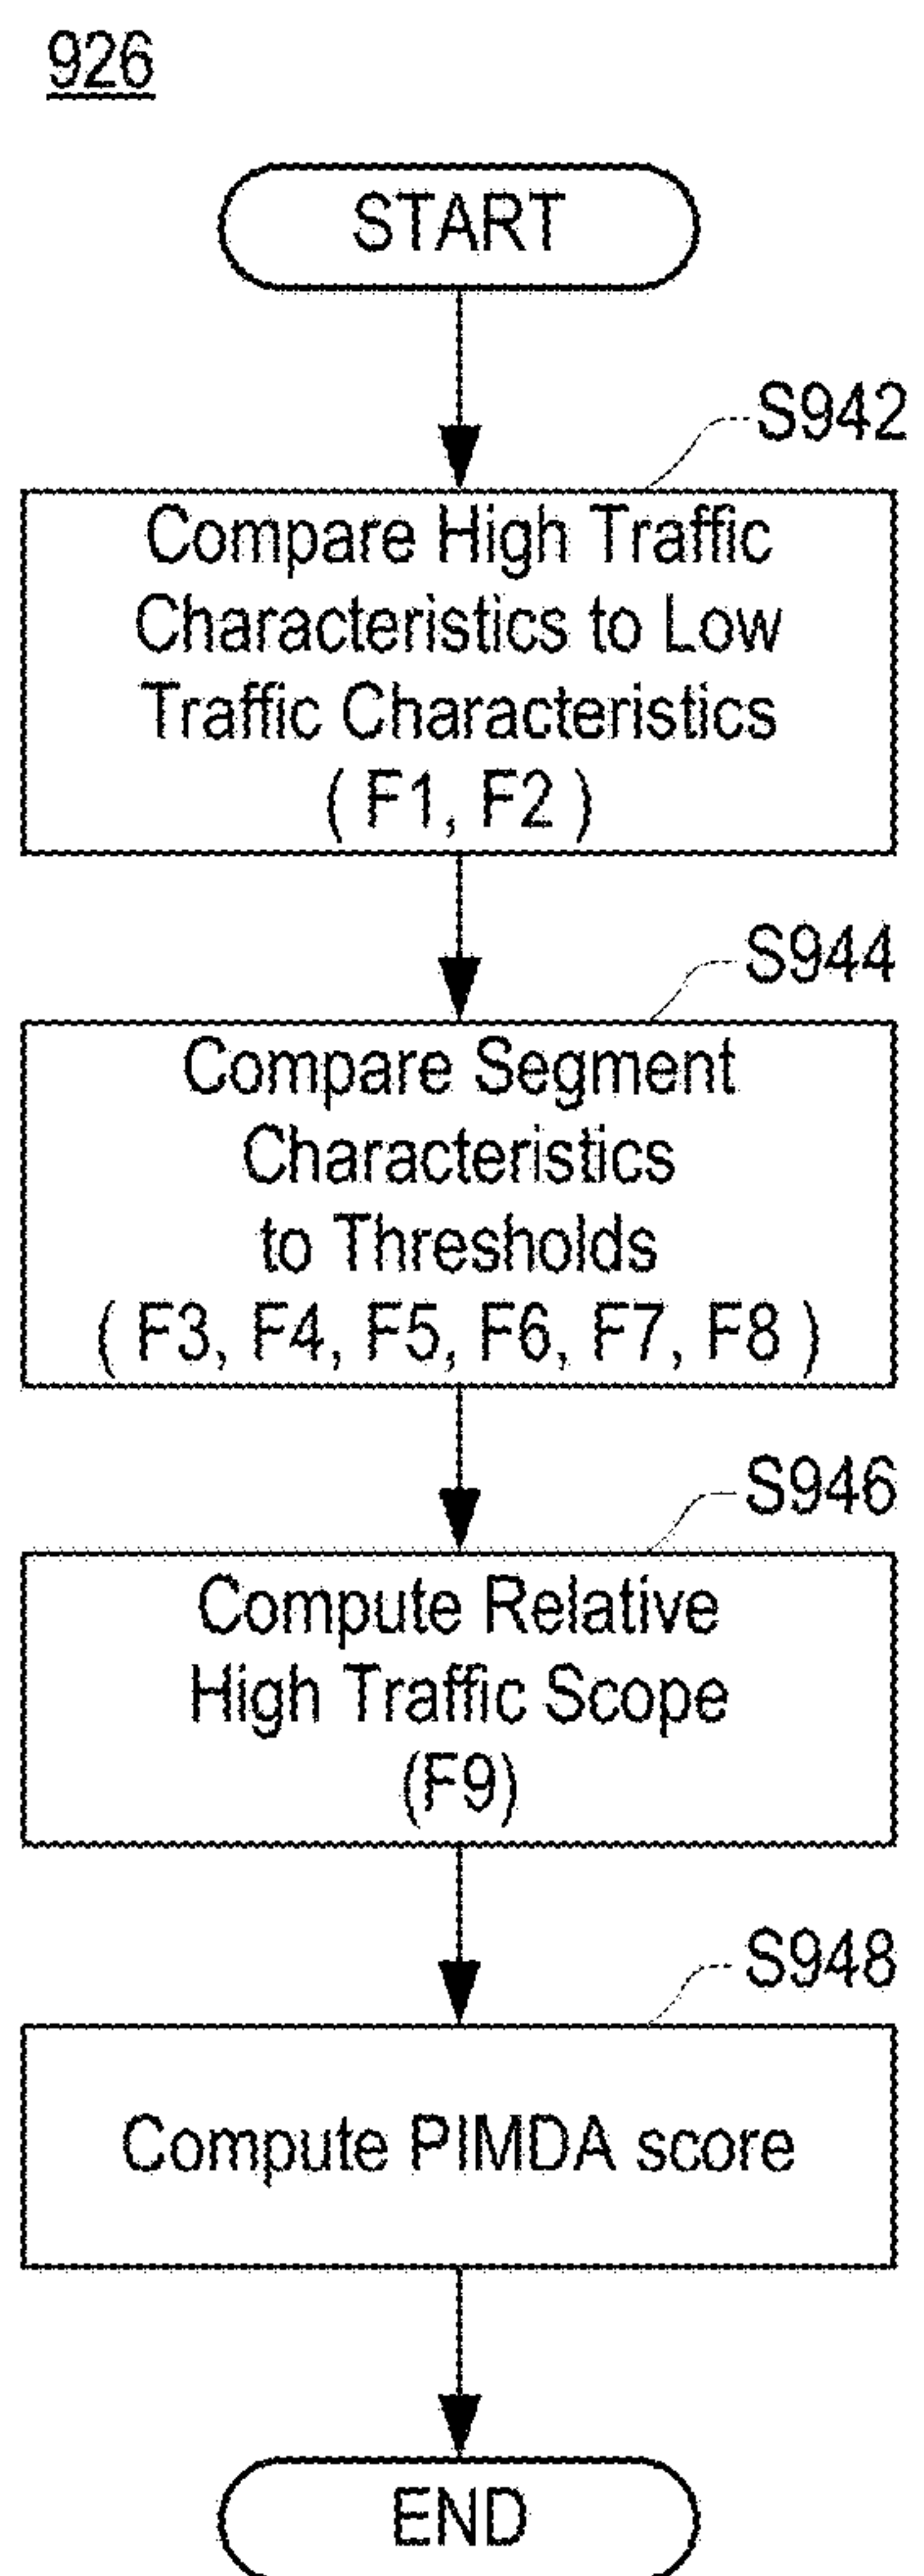 926
START
S942
Compare High Traffic
Characteristics to Low
Traffic Characteristics
( F1, F2 )
S944
Compare Segment
Characteristics
to Thresholds
( F3, F4, F5, F6, F7, F8 )
S946
Compute Relative
High Traffic Scope
(F9)
S948
Compute PIMDA score
END